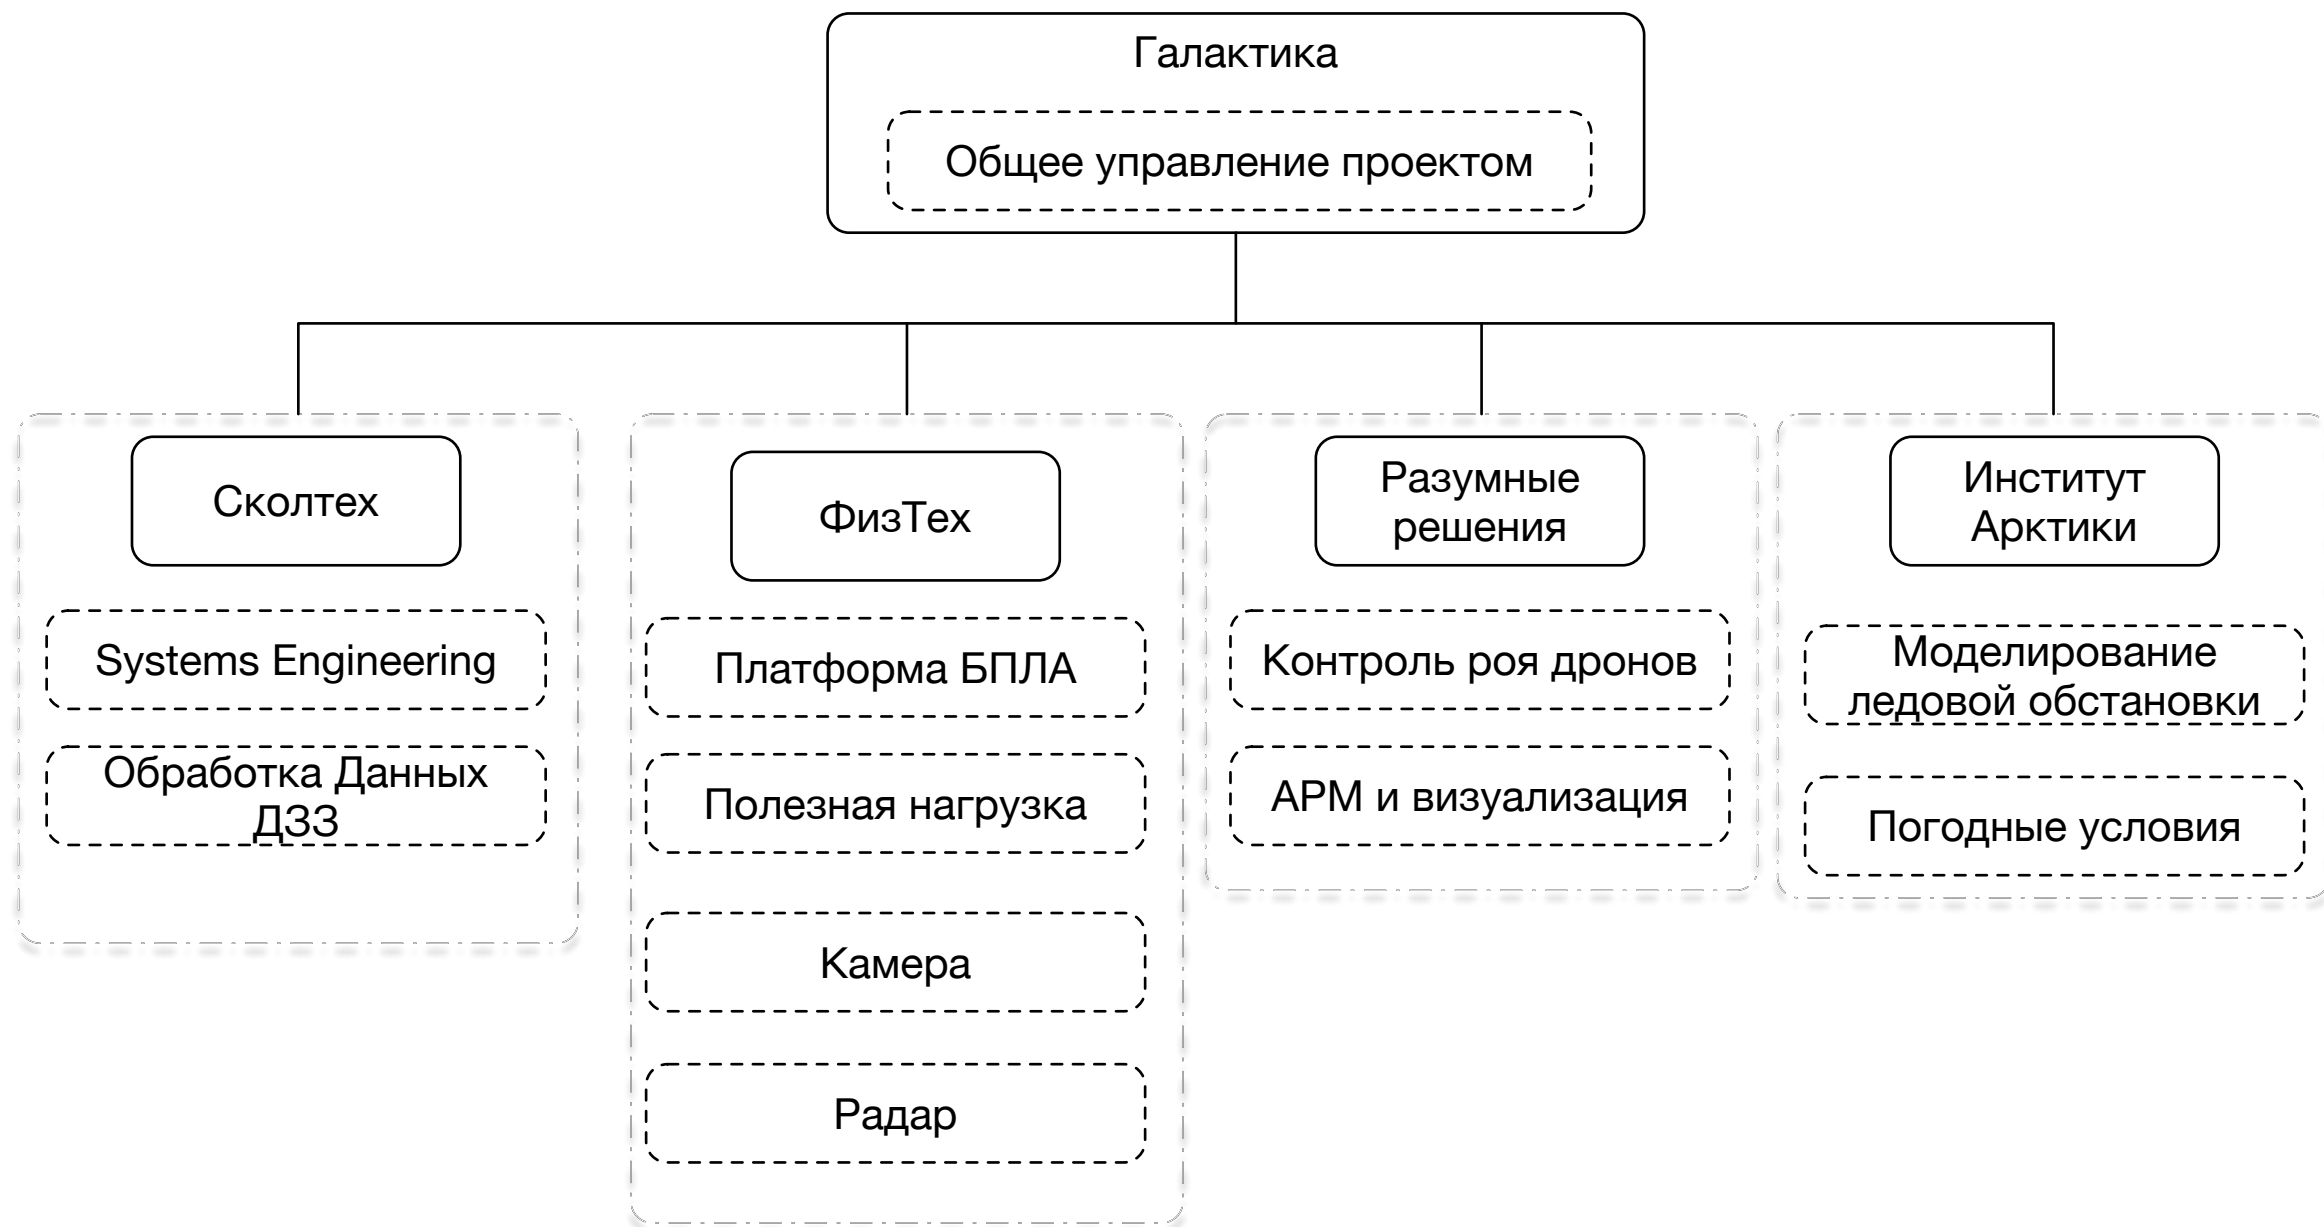 Галактика
Общее управление проектом
Сколтех
Systems Engineering
Обработка Данных
ДЗЗ
ФизТех
Платформа БПЛА
Полезная нагрузка
Камера
Радар
Разумные
решения
Контроль роя дронов
АРМ и визуализация
Институт
Арктики
Моделирование
ледовой обстановки
Погодные условия